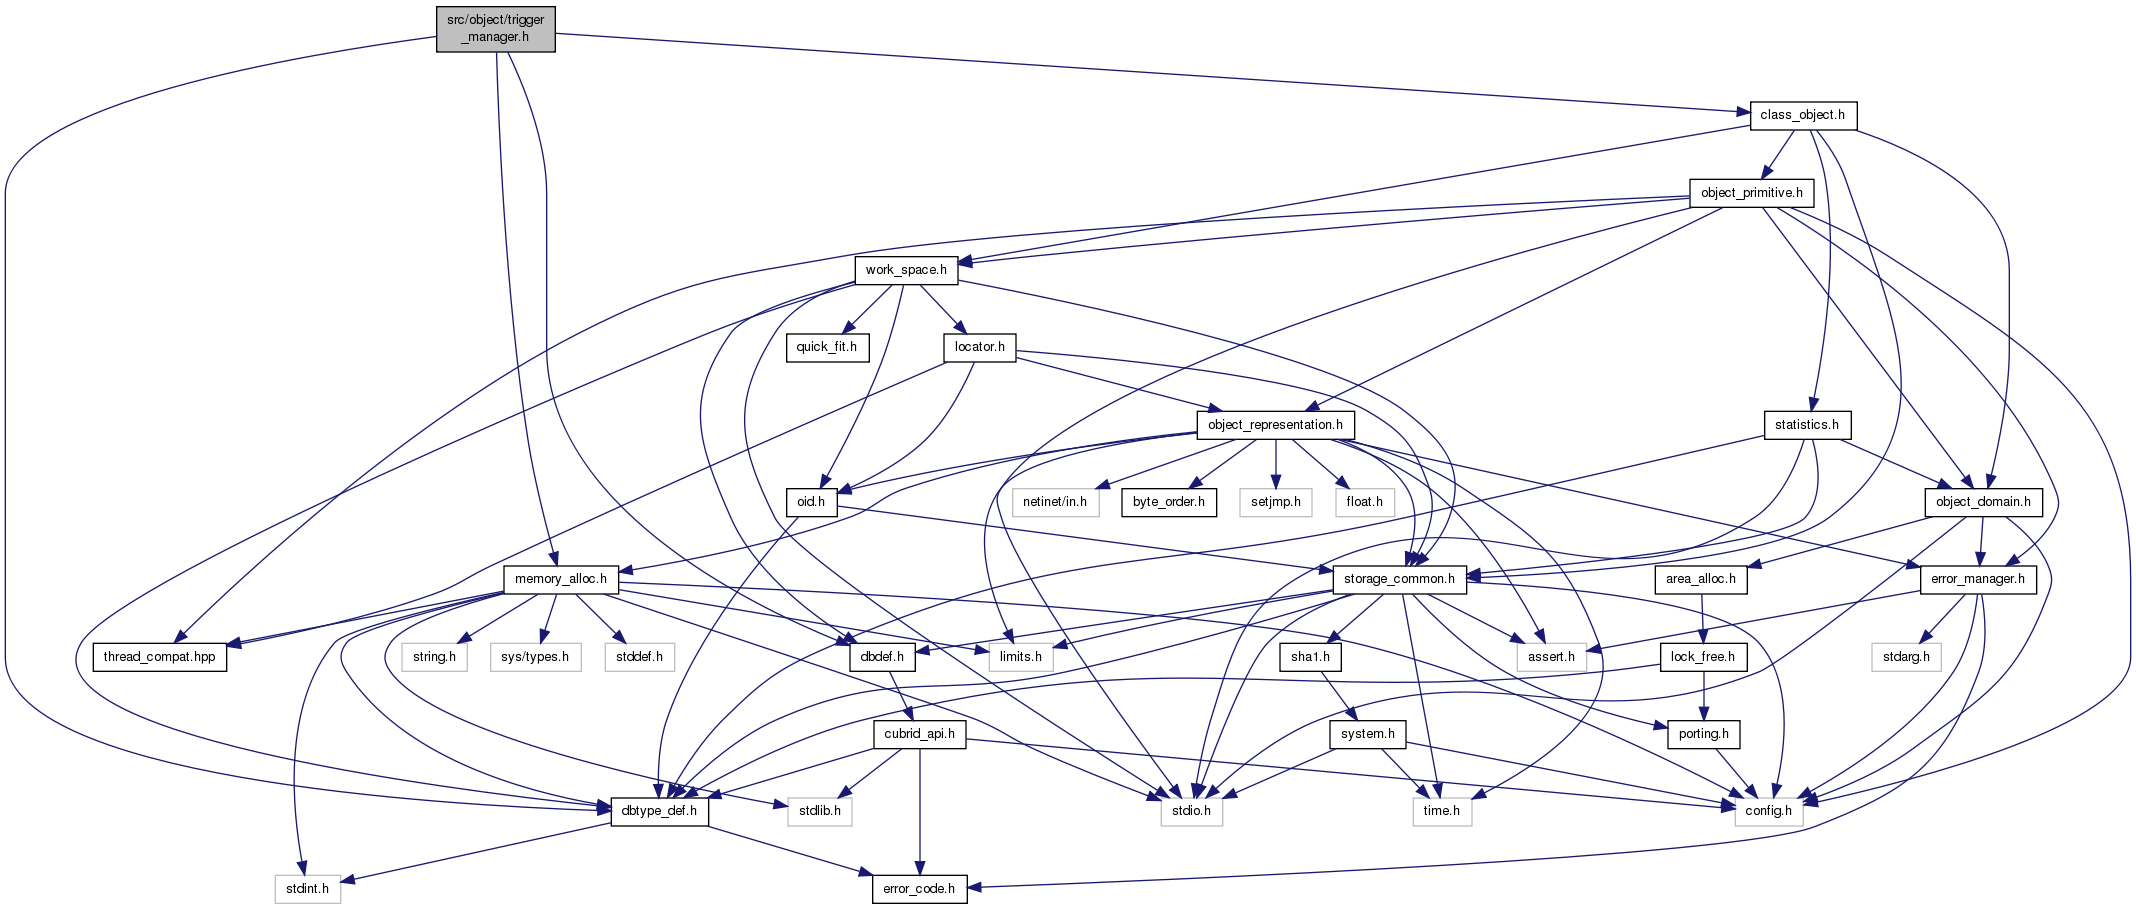 src/object/trigger
_manager.h
class_object.h
object_primitive.h
work_space.h
quick_fit.h
locator.h
object_representation.h
statistics.h
oid.h
netinet/in.h
byte_order.h
setjmp.h
float.h
object_domain.h
memory_alloc.h
storage_common.h
area_alloc.h
error_manager.h
thread_compat.hpp
string.h
sys/types.h
stddef.h
dbdef.h
limits.h
sha1.h
assert.h
lock_free.h
stdarg.h
cubrid_api.h
system.h
porting.h
dbtype_def.h
stdlib.h
stdio.h
time.h
config.h
stdint.h
error_code.h